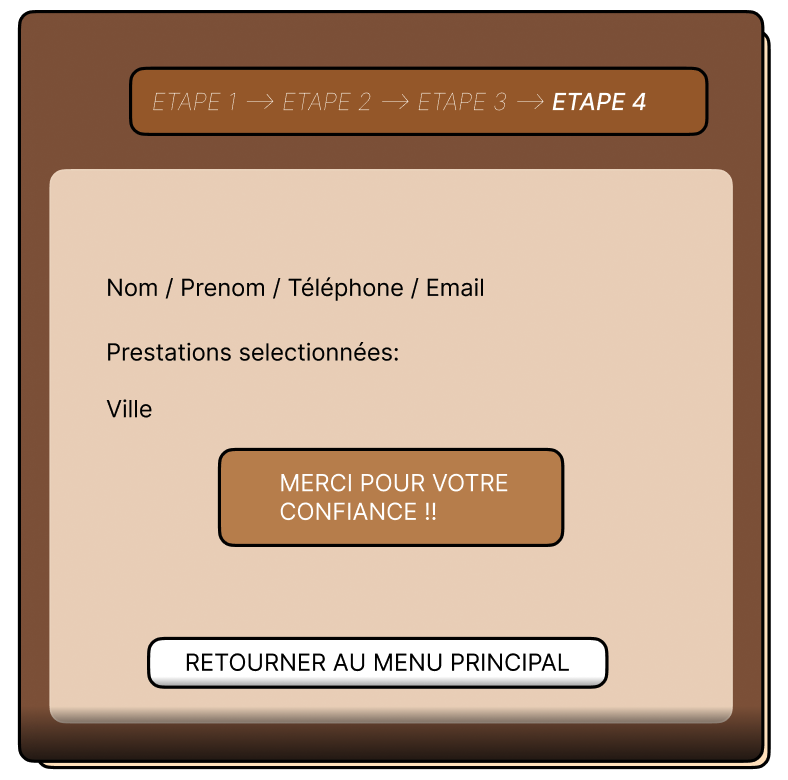 ETAPE 1 → ETAPE 2 → ETAPE 3 → ETAPE 4
Nom / Prenom / Téléphone / Email
Prestations selectionnées:
Ville
MERCI POUR VOTRE
CONFIANCE !!
RETOURNER AU MENU PRINCIPAL